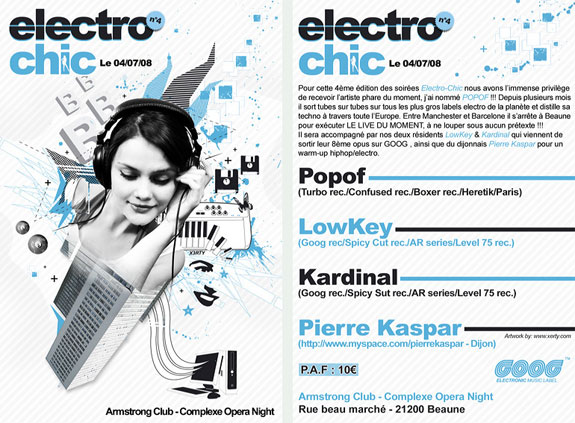 electro n°4
chic Le 04/07/08
XERTY
Armstrong Club - Complexe Opera Night
electro n°4
chic Le 04/07/08
Pour cette 4ème édition des soirées Electro-Chic nous avons l'immense privilège
de recevoir l'artiste phare du moment, j'ai nommé POPOF !!! Depuis plusieurs mois
il sort tubes sur tubes sur tous les plus gros labels electro de la planète et distille sa
techno à travers toute l'Europe. Entre Manchester et Barcelone il s'arrête à Beaune
pour exécuter LE LIVE DU MOMENT, à ne louper sous aucun prétexte !!!
Il sera accompagné par nos deux résidents LowKey & Kardinal qui viennent de
sortir leur 8ème opus sur GOOG , ainsi que du dijonnais Pierre Kaspar pour un
warm-up hiphop/electro.
Popof
(Turbo rec./Confused rec./Boxer rec./Heretik/Paris)
LowKey
(Goog rec/Spicy Cut rec./AR series/Level 75 rec.)
Kardinal
(Goog rec./Spicy Sut rec./AR series/Level 75 rec.)
Pierre Kaspar
Artwork by: www.xerty.com
(http://www.myspace.com/pierrekaspar - Dijon)
P.A.F : 10€
GOOG TM
ELECTRONIC MUSIC LABEL
Armstrong Club - Complexe Opera Night
Rue beau marché - 21200 Beaune